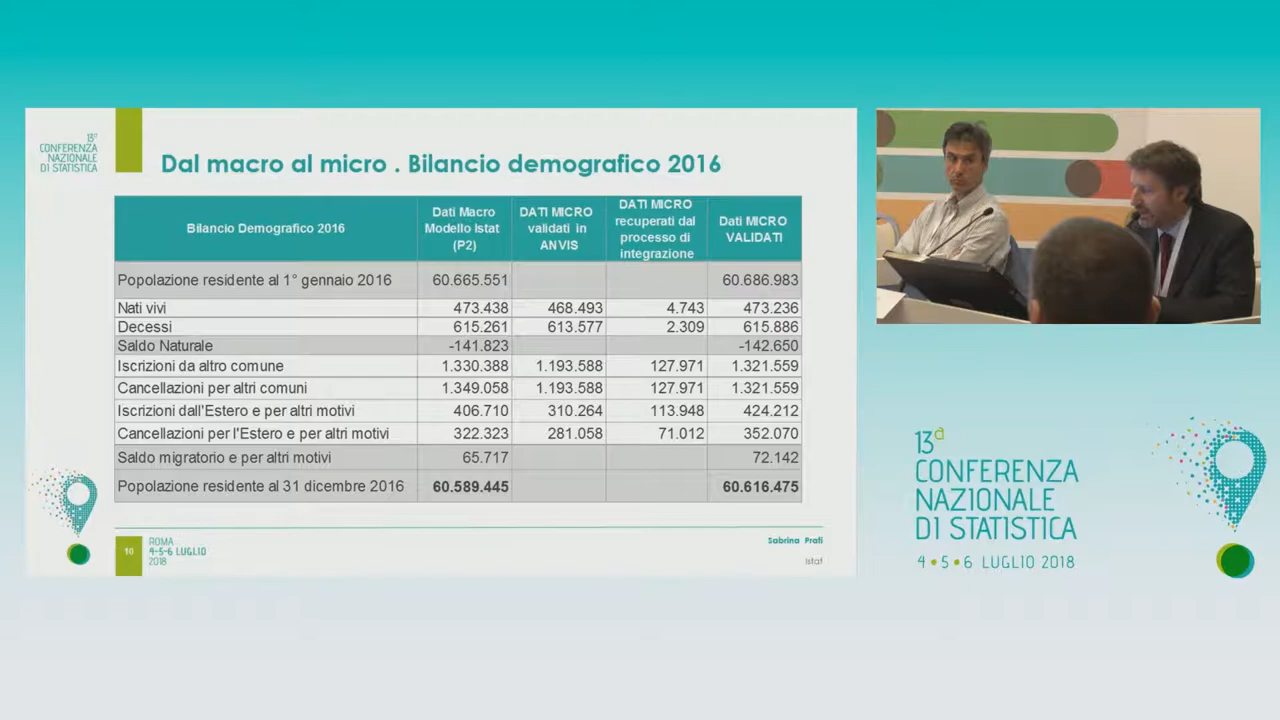 13ª
CONFERENZA
NAZIONALE
DI STATISTICA
Dal macro al micro . Bilancio demografico 2016
Bilancio Demografico 2016
Dati Macro
Modello Istat
(P2)
DATI MICRO
validati in
ANVIS
DATI MICRO
recuperati dal
processo di
integrazione
Dati MICRO
VALIDATI
Popolazione residente al 1° gennaio 2016 60.665.551 60.686.983
Nati vivi 473.438 468.493 4.743 473.236
Decessi 615.261 613.577 2.309 615.886
Saldo Naturale -141.823 -142.650
Iscrizioni da altro comune 1.330.388 1.193.588 127.971 1.321.559
Cancellazioni per altri comuni 1.349.058 1.193.588 127.971 1.321.559
Iscrizioni dall'Estero e per altri motivi 406.710 310.264 113.948 424.212
Cancellazioni per l'Estero e per altri motivi 322.323 281.058 71.012 352.070
Saldo migratorio e per altri motivi 65.717 72.142
Popolazione residente al 31 dicembre 2016 60.589.445 60.616.475
10
ROMA
4-5-6 LUGLIO
2018
Sabrina Prati
Istat
13ª
CONFERENZA
NAZIONALE
DI STATISTICA
4•5•6 LUGLIO 2018